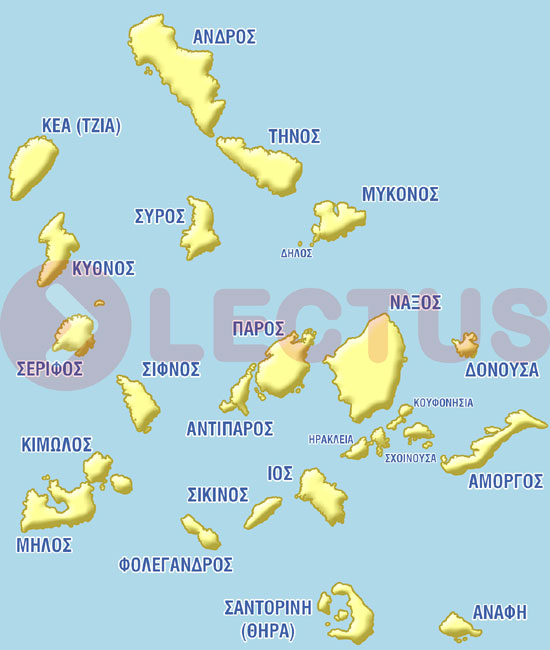 ΑΝΔΡΟΣ
ΚΕΑ (ΤΖΙΑ)
ΤΗΝΟΣ
ΜΥΚΟΝΟΣ
ΣΥΡΟΣ
ΔΗΛΟΣ
ΚΥΘΝΟΣ
LECTUS
ΝΑΞΟΣ
ΠΑΡΟΣ
ΣΕΡΙΦΟΣ
ΣΙΦΝΟΣ
ΔΟΝΟΥΣΑ
ΚΟΥΦΟΝΗΣΙΑ
ΑΝΤΙΠΑΡΟΣ
ΗΡΑΚΛΕΙΑ
ΚΙΜΩΛΟΣ
ΣΧΟΙΝΟΥΣΑ
ΙΟΣ
ΑΜΟΡΓΟΣ
ΣΙΚΙΝΟΣ
ΜΗΛΟΣ
ΦΟΛΕΓΑΝΔΡΟΣ
ΣΑΝΤΟΡΙΝΗ
(ΘΗΡΑ)
ΑΝΑΦΗ